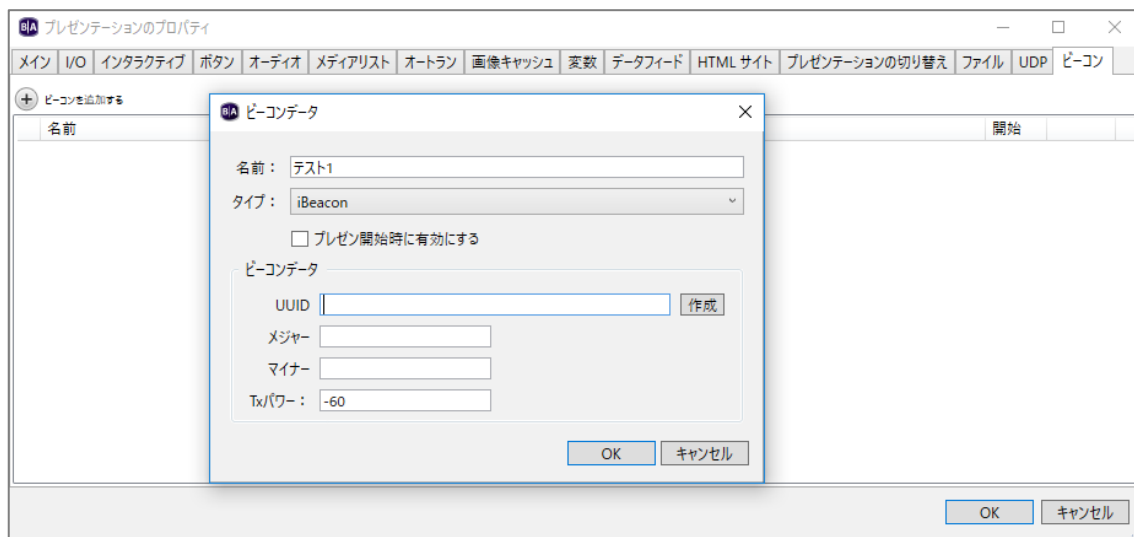 BA プレゼンテーションのプロパティ
メイン I/O インタラクティブ ボタン オーディオ メディアリスト オートラン 画像キャッシュ 変数 データフィード HTML サイト プレゼンテーションの切り替え ファイル UDP ビーコン
ビーコンを追加する
名前 開始
BA ビーコンデータ
名前： テスト1
タイプ： iBeacon
プレゼン開始時に有効にする
ビーコンデータ
UUID 作成
メジャー
マイナー
Txパワー： -60
OK キャンセル
OK キャンセル